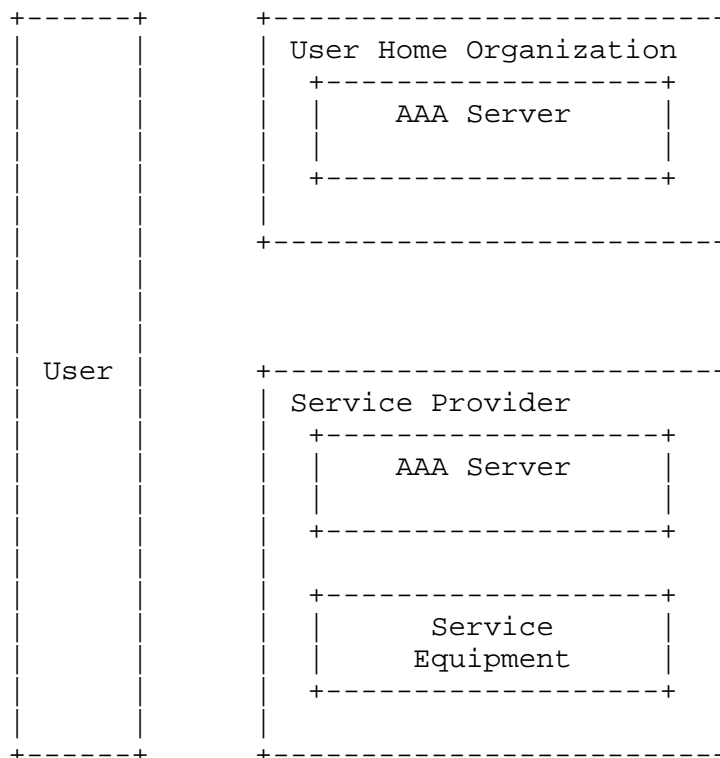 User Home Organization
AAA Server
User
Service Provider
AAA Server
Service
Equipment